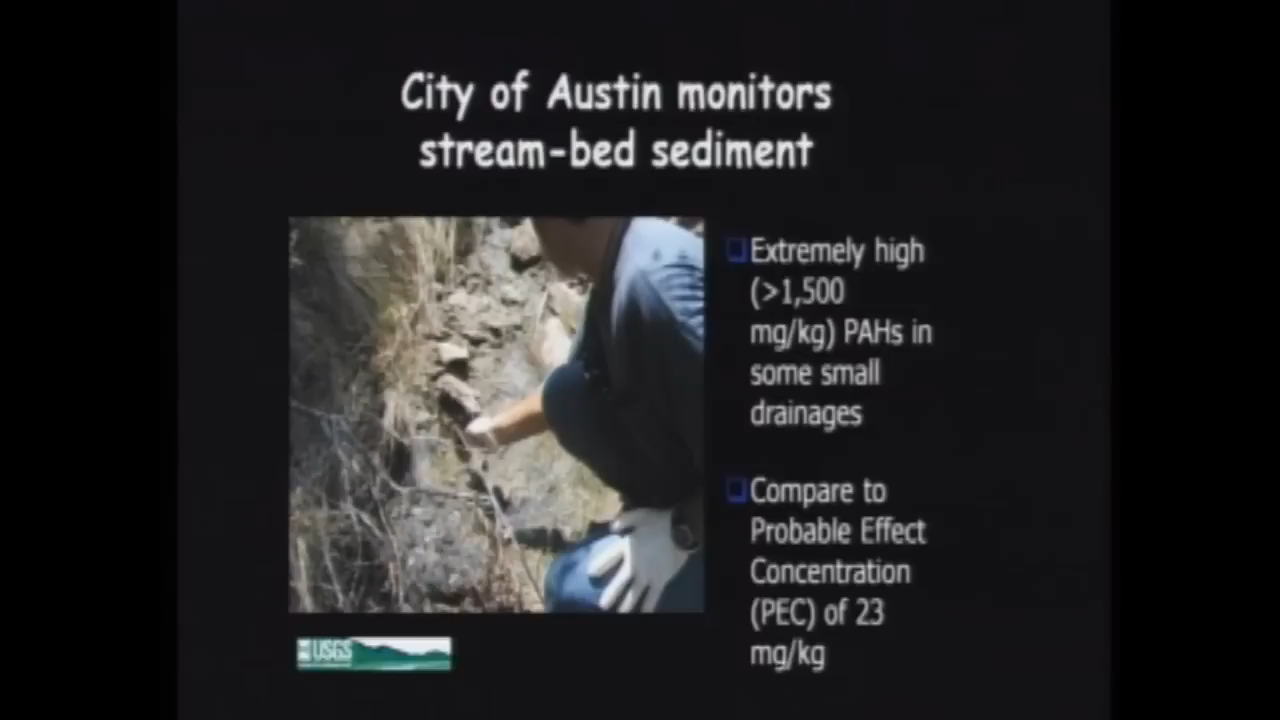 City of Austin monitors
stream-bed sediment
Extremely high
(>1,500
mg/kg) PAHs in
some small
drainages
Compare to
Probable Effect
Concentration
(PEC) of 23
mg/kg
USGS